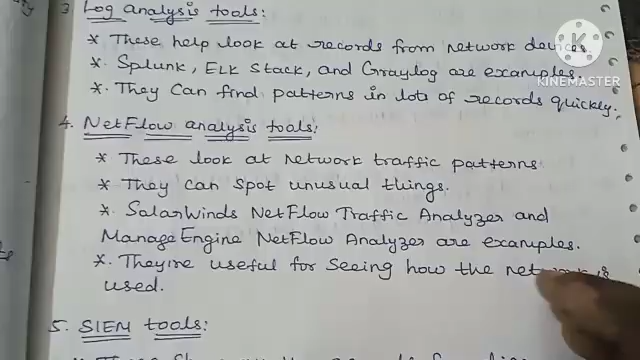 3. Log analysis tools:
* These help look at records from network devices.
* Splunk, ELK Stack, and Graylog are examples
* They can find patterns in lots of records quickly.
4. NetFlow analysis tools:
* These look at network traffic patterns.
* They can spot unusual things.
* SolarWinds NetFlow Traffic Analyzer and
ManageEngine NetFlow Analyzer are examples.
* They're useful for seeing how the network is
used.
5. SIEM tools:
KINEMASTER